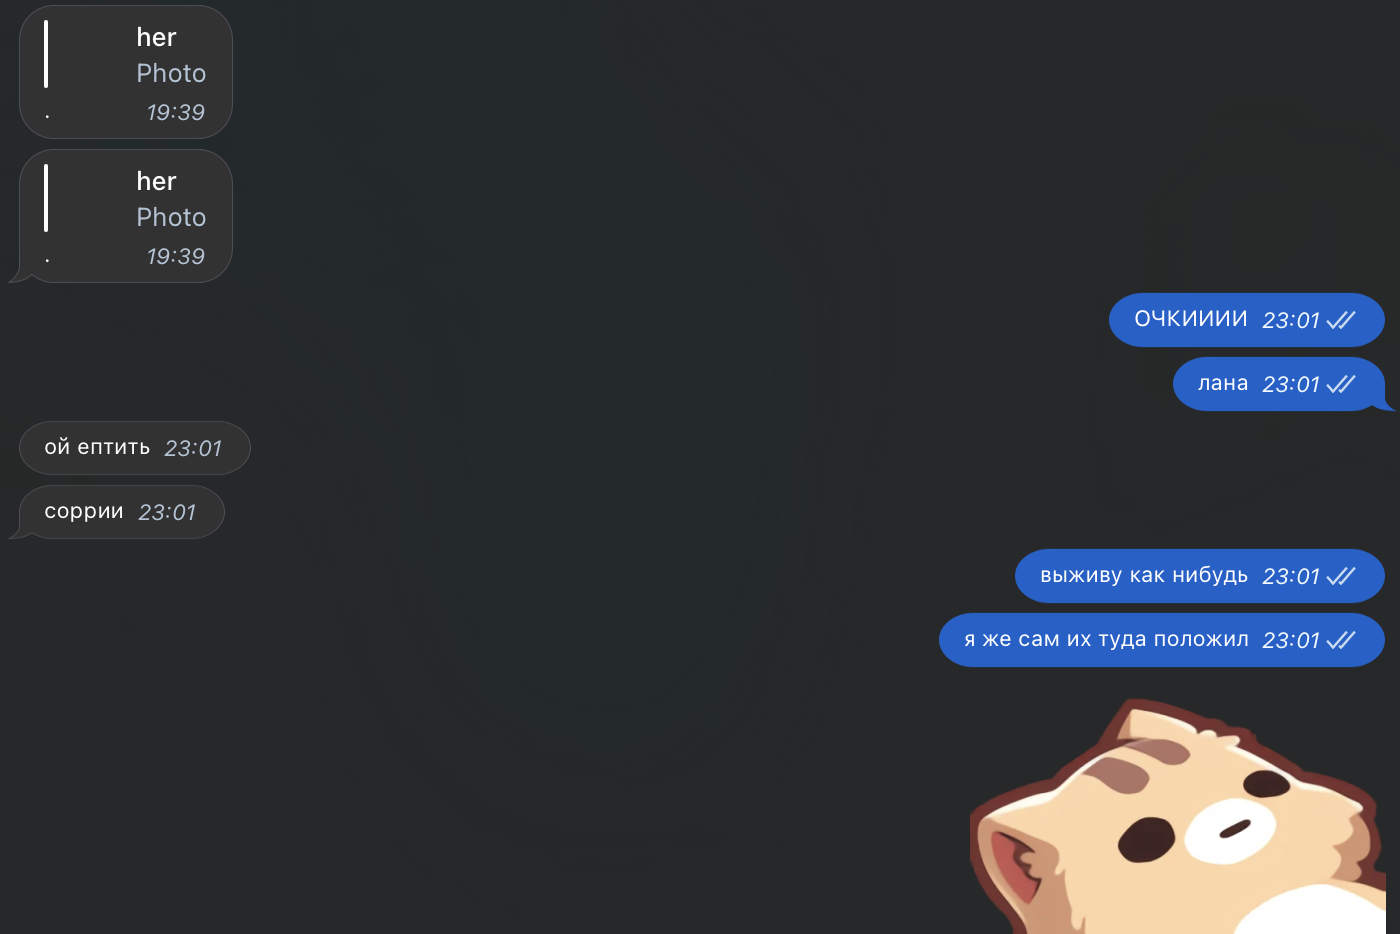 her
Photo
. 19:39
her
Photo
. 19:39
ОЧКИИИИ 23:01
лана 23:01
ой ептить 23:01
соррии 23:01
выживу как нибудь 23:01
я же сам их туда положил 23:01